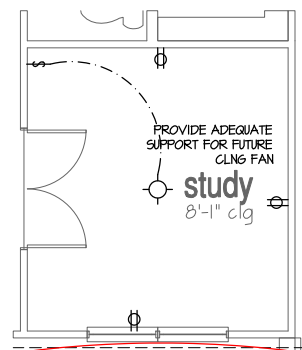 S
PROVIDE ADEQUATE
SUPPORT FOR FUTURE
CLNG FAN
study
8'-1" clg